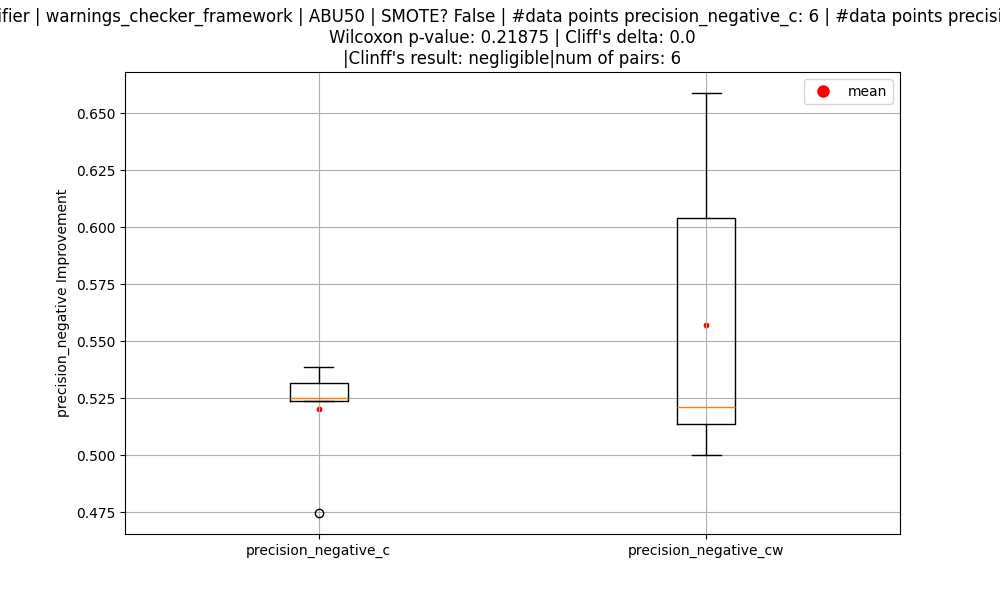 | warnings_checker_framework | ABU50 | SMOTE? False | #data points precision_negative_c: 6 | #data points
Wilcoxon p-value: 0.21875 | Cliff's delta: 0.0
|Clinff's result: negligible|num of pairs: 6
mean
0.650
0.625
0.600
0.575
0.550
0.525
0.500
0.475
precision_negative Improvement
precision_negative_c
precision_negative_cw